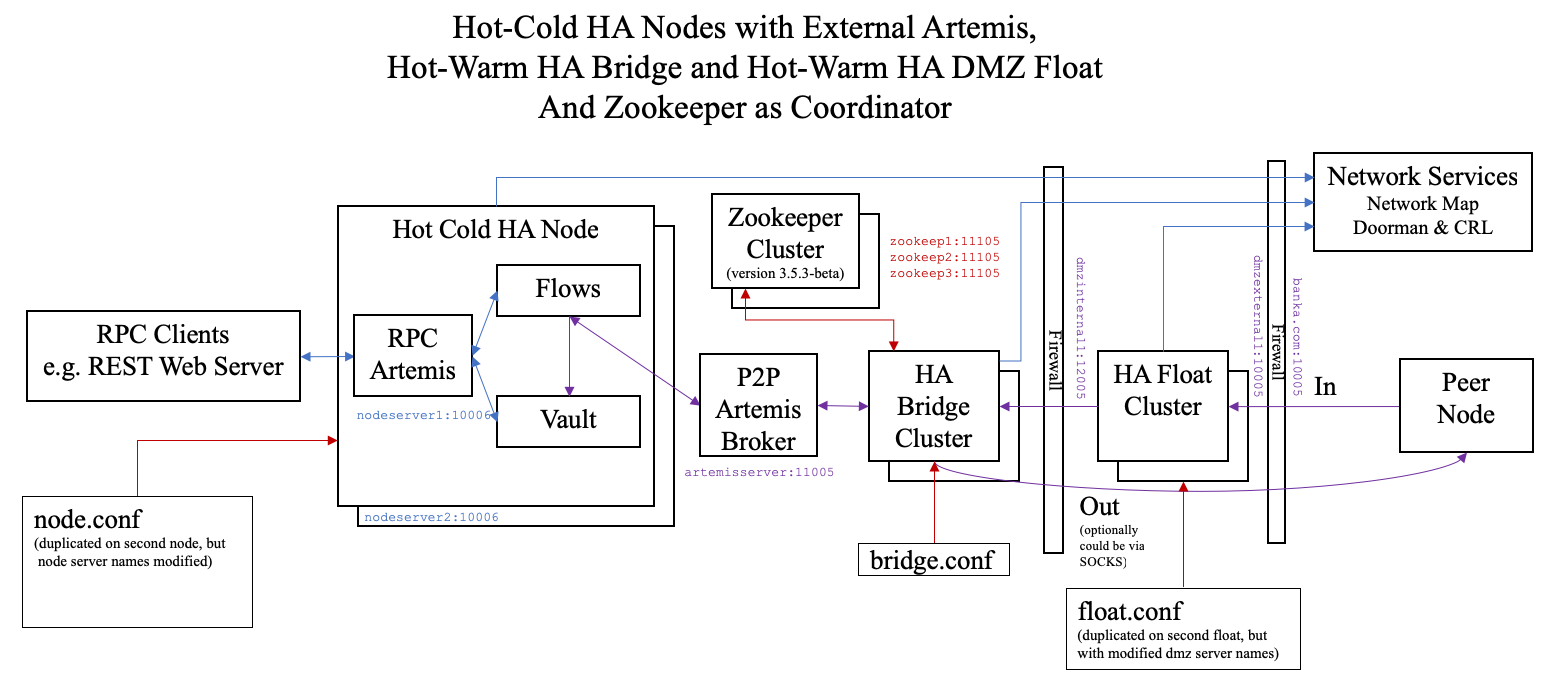 Hot-Cold HA Nodes with External Artemis,
Hot-Warm HA Bridge and Hot-Warm HA DMZ Float
And Zookeeper as Coordinator
Network Services
Network Map
Doorman & CRL
Hot Cold HA Node
Zookeeper
Cluster
(version 3.5.3-beta)
zookeep1:11105
zookeep2:11105
zookeep3:11105
Flows
RPC Clients
e.g. REST Web Server
RPC
Artemis
Vault
nodeserver1:10006
nodeserver2:10006
P2P
Artemis
Broker
artemisserver:11005
HA
Bridge
Cluster
Firewall
dmzinternal1:12005
HA Float
Cluster
dmzexternal1:10005
Firewall
banka.com:10005
In
Peer
Node
node.conf
(duplicated on second node, but
node server names modified)
bridge.conf
Out
(optionally
could be via
SOCKS)
float.conf
(duplicated on second float, but
with modified dmz server names)